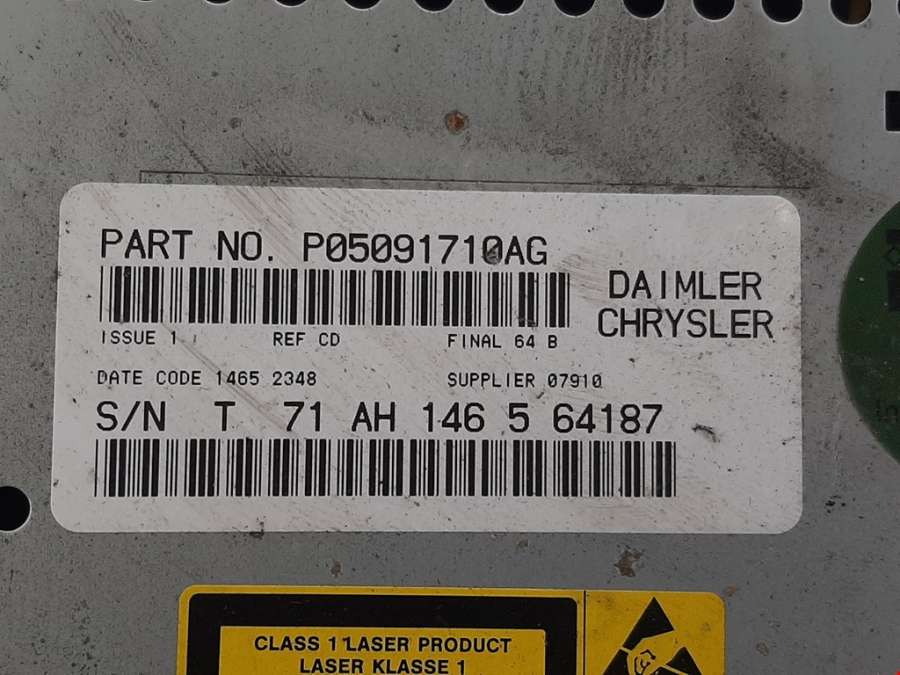 PART NO. P05091710AG
DAIMLER
CHRYSLER
ISSUE 1 REF CD FINAL 64 B
DATE CODE 1465 2348 SUPPLIER 07910
S/N T 71 AH 146 5 64187
CLASS 1 LASER PRODUCT
LASER KLASSE 1